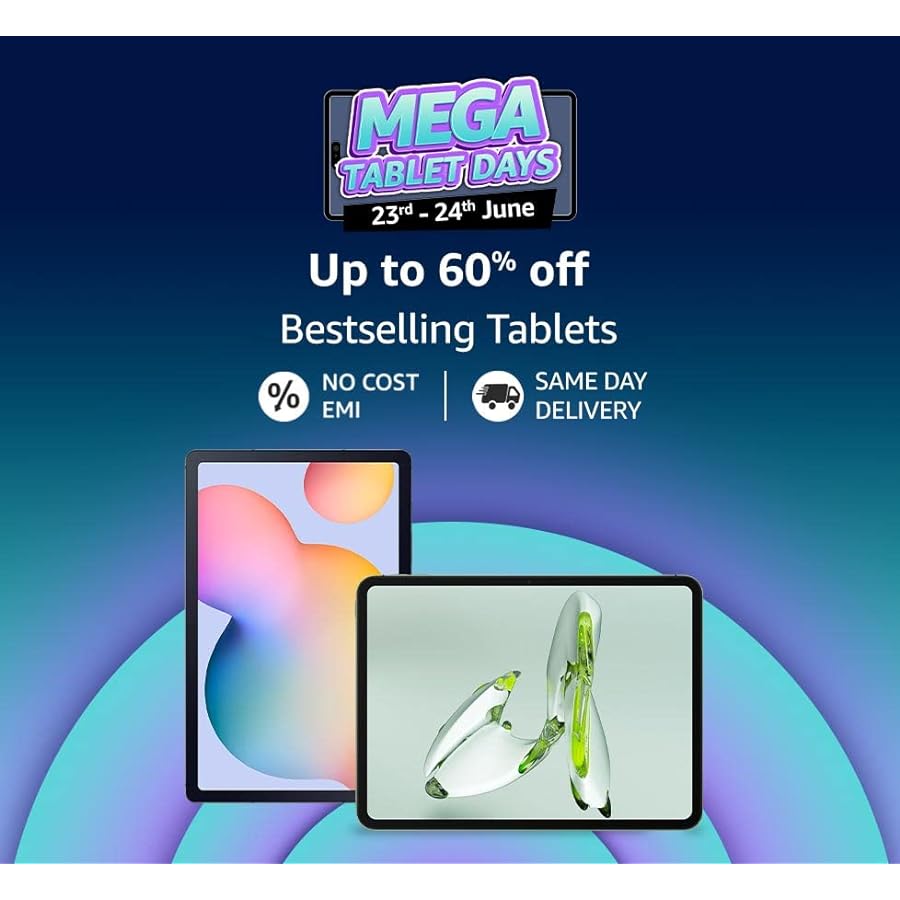 MEGA
TABLET DAYS
23rd - 24th June
Up to 60% off
Bestselling Tablets
% NO COST
EMI
SAME DAY
DELIVERY